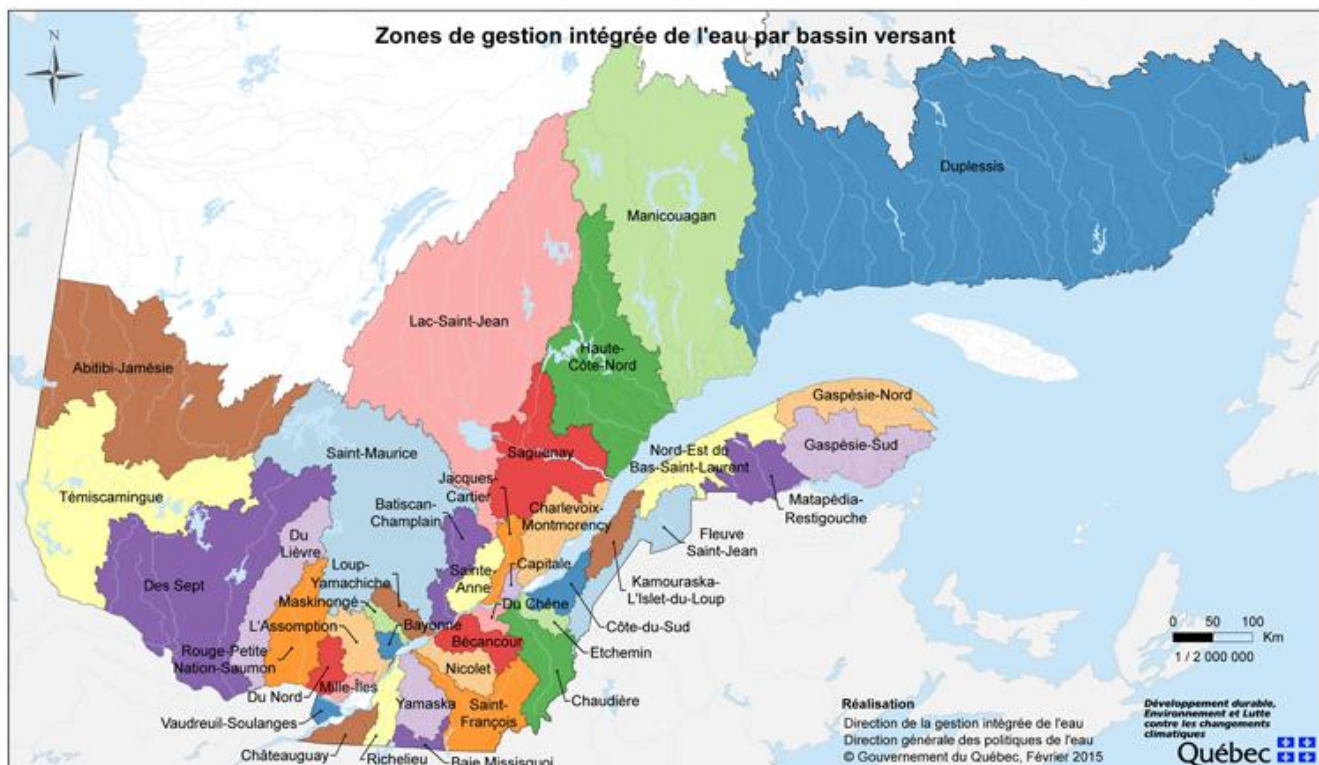 Zones de gestion intégrée de l'eau par bassin versant
N
Duplessis
Manicouagan
Lac-Saint-Jean
Haute-
Côte-Nord
Abitibi-Jamésie
Gaspésie-Nord
Gaspésie-Sud
Nord-Est du
Bas-Saint-Laurent
Saguenay
Saint-Maurice
Jacques-
Cartier
Témiscamingue
Batiscan-
Champlain
Charlevoix-
Montmorency
Matapédia-
Restigouche
Fleuve
Saint-Jean
Du
Lièvre
Loup-
Yamachiche
Sainte-
Anne
Capitale
Des Sept
Kamouraska-
L'Islet-du-Loup
Maskinongé
Du Chêne
L'Assomption
Bayonne
Côte-du-Sud
Bécancour
Etchemin
Rouge-Petite
Nation-Saumon
Nicolet
Du Nord
Mille-Îles
Yamaska
Saint-
François
Chaudière
Vaudreuil-Soulanges
Châteauguay
Richelieu
Baie Missisquoi
0 50 100
Km
1 / 2 000 000
Réalisation
Direction de la gestion intégrée de l'eau
Direction générale des politiques de l'eau
© Gouvernement du Québec, Février 2015
Développement durable,
Environnement et Lutte
contre les changements
climatiques
Québec